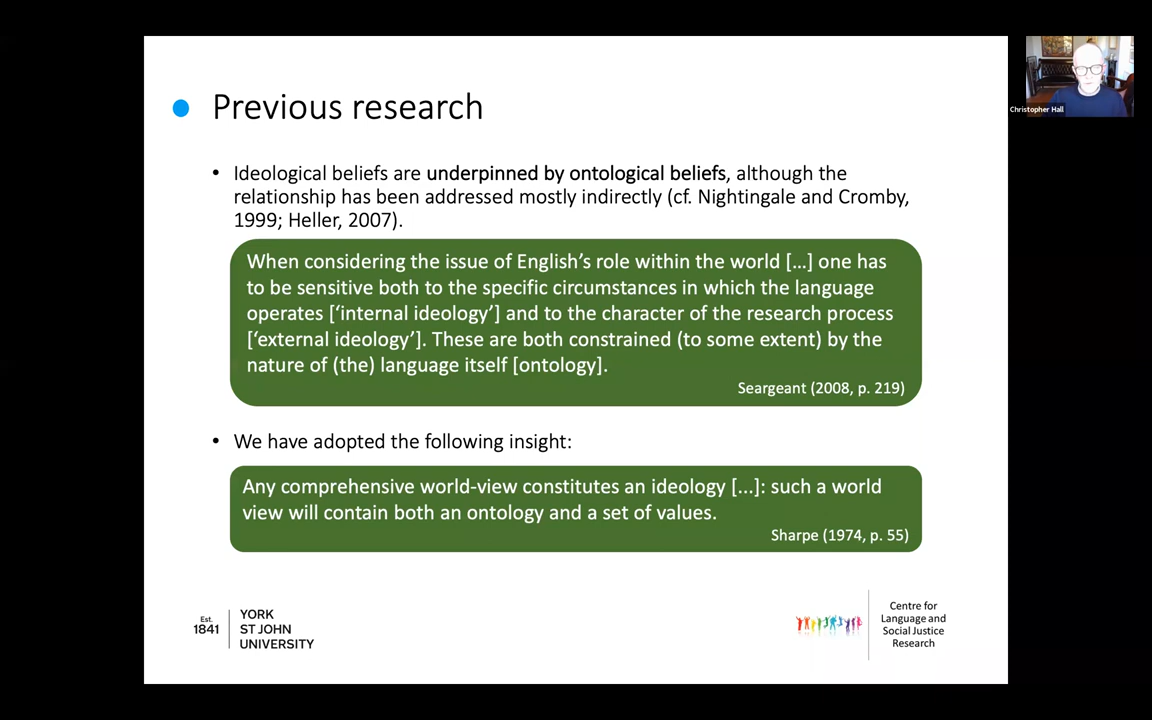 Previous research
• Ideological beliefs are underpinned by ontological beliefs, although the
relationship has been addressed mostly indirectly (cf. Nightingale and Cromby,
1999; Heller, 2007).
When considering the issue of English's role within the world [...] one has
to be sensitive both to the specific circumstances in which the language
operates ['internal ideology'] and to the character of the research process
['external ideology']. These are both constrained (to some extent) by the
nature of (the) language itself [ontology].
Seargeant (2008, p. 219)
• We have adopted the following insight:
Any comprehensive world-view constitutes an ideology [...]: such a world
view will contain both an ontology and a set of values.
Sharpe (1974, p. 55)
Est.
1841
YORK
ST JOHN
UNIVERSITY
Centre for
Language and
Social Justice
Research
Christopher Hall